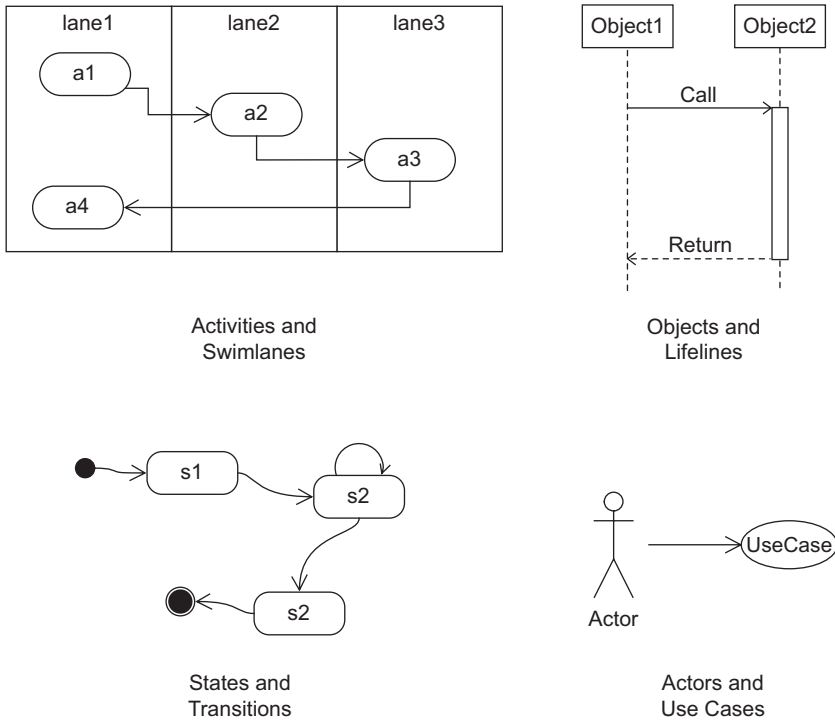 lane1
lane2
lane3
a1
a2
a3
a4
Activities and
Swimlanes
Object1
Object2
Call
Return
Objects and
Lifelines
s1
s2
s2
States and
Transitions
UseCase
Actor
Actors and
Use Cases